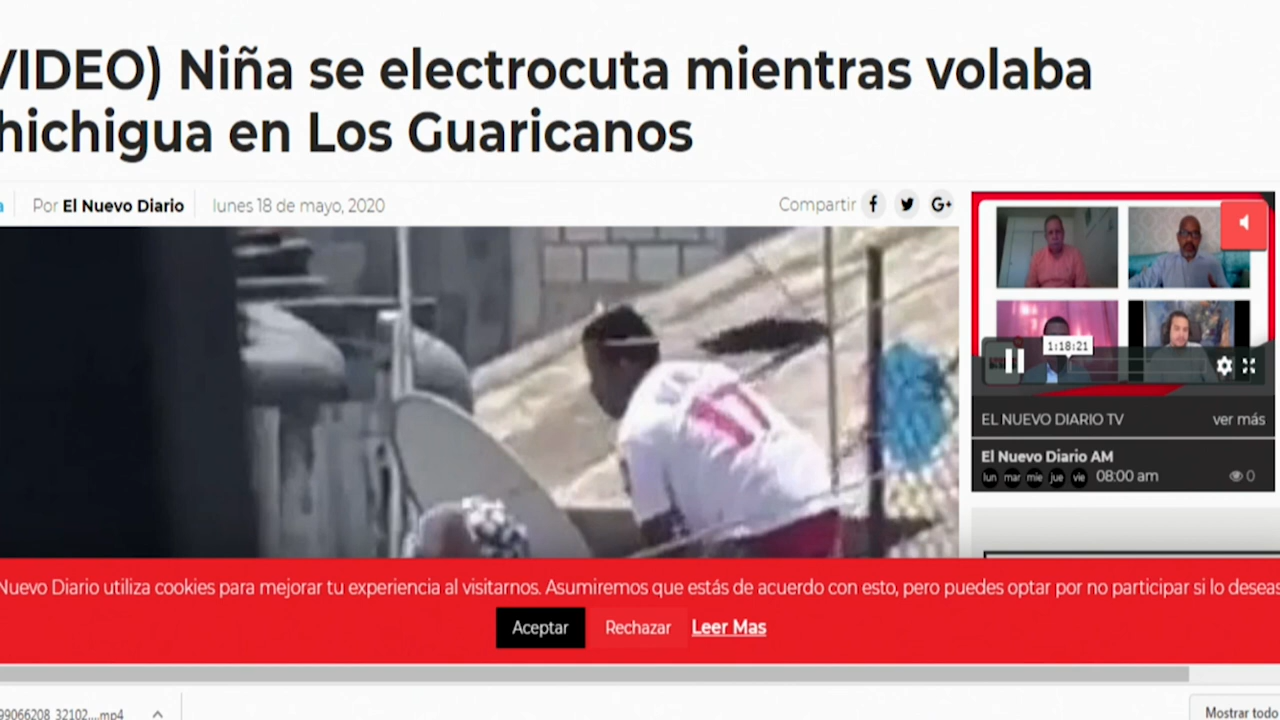 VIDEO) Niña se electrocuta mientras volaba
hichigua en Los Guaricanos
a
Por El Nuevo Diario
lunes 18 de mayo, 2020
Compartir f G+
17
1:18:21
EL NUEVO DIARIO TV ver más
El Nuevo Diario AM
lun mar mie jue vie 08:00 am 0
Nuevo Diario utiliza cookies para mejorar tu experiencia al visitarnos. Asumiremos que estás de acuerdo con esto, pero puedes optar por no participar si lo deseas
Aceptar Rechazar Leer Mas
99066208_32102....mp4
Mostrar todo